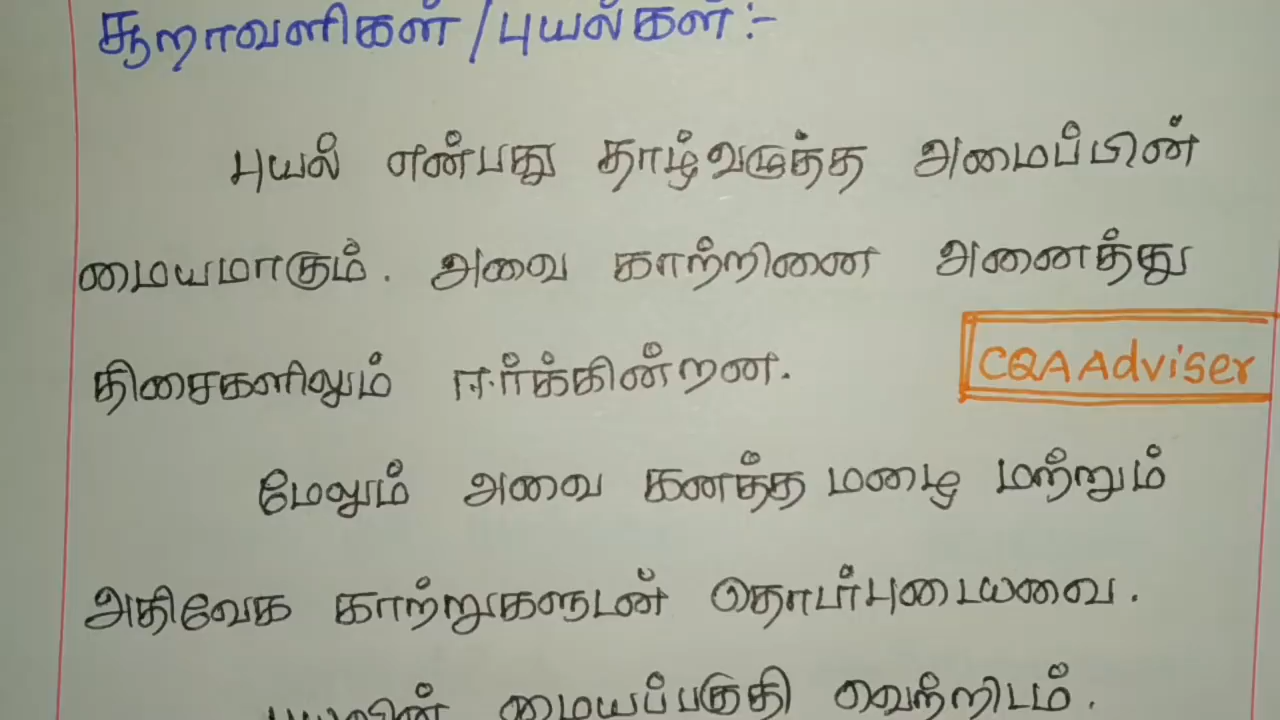 சூறாவளிகள் / புயல்கள் :-
புயல் என்பது தாழ்வழுத்த அமைப்பின்
மையமாகும். அவை காற்றினை அனைத்து
திசைகளிலும் ஈர்க்கின்றன.
CQA Adviser
மேலும் அவை கனத்த மழை மற்றும்
அதிவேக காற்றுகளுடன் தொடர்புடையவை.
புயலின் மையப்பகுதி வெற்றிடம்.